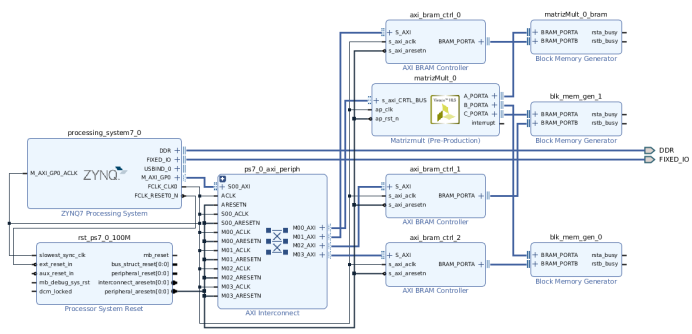 axi_bram_ctrl_0
S_AXI
s_axi_aclk
s_axi_aresetn
BRAM_PORTA
AXI BRAM Controller
matrizMult_0_bram
BRAM_PORTA
BRAM_PORTB
rsta_busy
rstb_busy
Block Memory Generator
matrizMult_0
s_axi_CRTL_BUS
ap_clk
ap_rst_n
A_PORTA
B_PORTA
C_PORTA
interrupt
Matrizmult (Pre-Production)
blk_mem_gen_1
BRAM_PORTA
BRAM_PORTB
rsta_busy
rstb_busy
Block Memory Generator
processing_system7_0
M_AXI_GP0_ACLK
ZYNQ
DDR
FIXED_IO
USBIND_0
M_AXI_GP0
FCLK_CLK0
FCLK_RESET0_N
ZYNQ7 Processing System
DDR
FIXED_IO
ps7_0_axi_periph
S00_AXI
ACLK
ARESETN
S00_ACLK
S00_ARESETN
M00_ACLK
M00_ARESETN
M01_ACLK
M01_ARESETN
M02_ACLK
M02_ARESETN
M03_ACLK
M03_ARESETN
M00_AXI
M01_AXI
M02_AXI
M03_AXI
AXI Interconnect
axi_bram_ctrl_1
S_AXI
s_axi_aclk
s_axi_aresetn
BRAM_PORTA
AXI BRAM Controller
rst_ps7_0_100M
slowest_sync_clk
ext_reset_in
aux_reset_in
mb_debug_sys_rst
dcm_locked
mb_reset
bus_struct_reset[0:0]
peripheral_reset[0:0]
interconnect_aresetn[0:0]
peripheral_aresetn[0:0]
Processor System Reset
axi_bram_ctrl_2
S_AXI
s_axi_aclk
s_axi_aresetn
BRAM_PORTA
AXI BRAM Controller
blk_mem_gen_0
BRAM_PORTA
BRAM_PORTB
rsta_busy
rstb_busy
Block Memory Generator